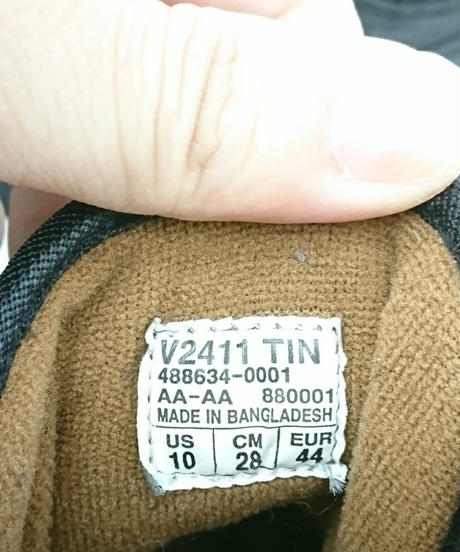 V2411 TIN
488634-0001
AA-AA 880001
MADE IN BANGLADESH
US CM EUR
10 28 44